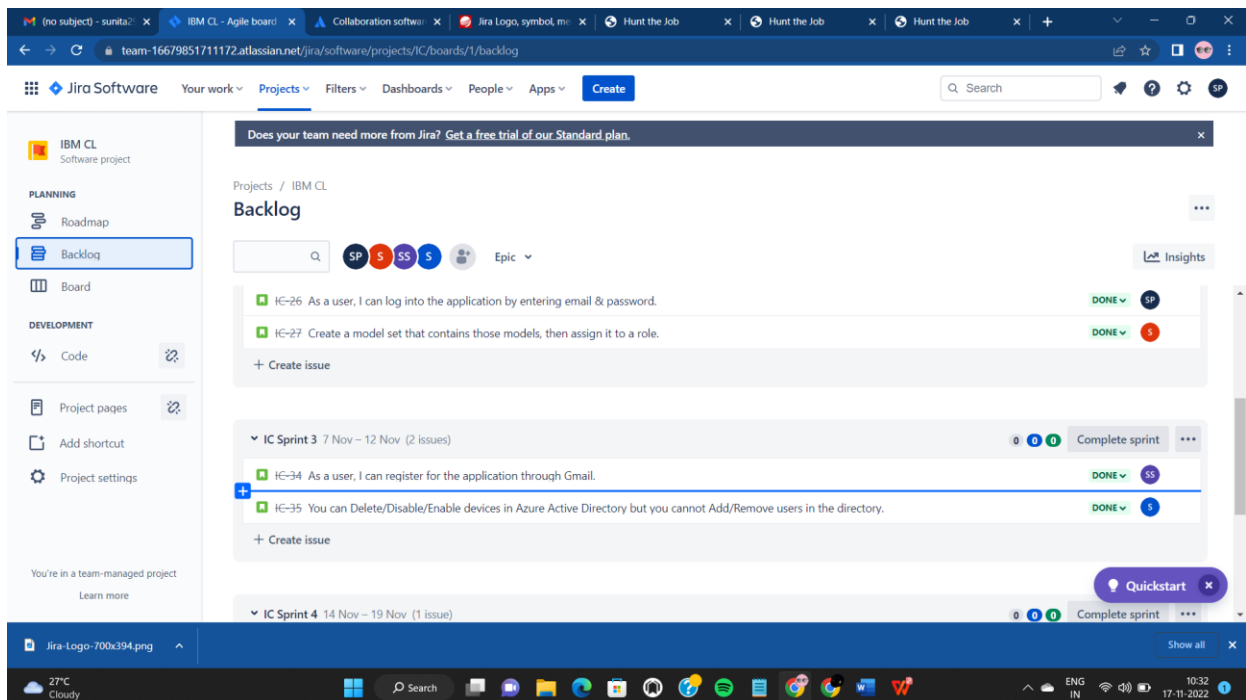 (no subject) - sunita2
IBM CL - Agile board
Collaboration softwar
Jira Logo, symbol, me
Hunt the Job
Hunt the Job
Hunt the Job
team-16679851711172.atlassian.net/jira/software/projects/IC/boards/1/backlog
Jira Software Your work Projects Filters Dashboards People Apps Create Search SP
Does your team need more from Jira? Get a free trial of our Standard plan.
IBM CL
Software project
PLANNING
Roadmap
Backlog
Board
DEVELOPMENT
Code
Project pages
Add shortcut
Project settings
You're in a team-managed project
Learn more
Projects / IBM CL
Backlog
SP S SS S Epic Insights
IC-26 As a user, I can log into the application by entering email & password. DONE SP
IC-27 Create a model set that contains those models, then assign it to a role. DONE S
+ Create issue
IC Sprint 3 7 Nov – 12 Nov (2 issues) 0 0 0 Complete sprint
IC-34 As a user, I can register for the application through Gmail. DONE SS
IC-35 You can Delete/Disable/Enable devices in Azure Active Directory but you cannot Add/Remove users in the directory. DONE S
+ Create issue
Quickstart
IC Sprint 4 14 Nov – 19 Nov (1 issue) 0 0 0 Complete sprint
Jira-Logo-700x394.png Show all
27°C
Cloudy
Search
ENG
IN
10:32
17-11-2022
1